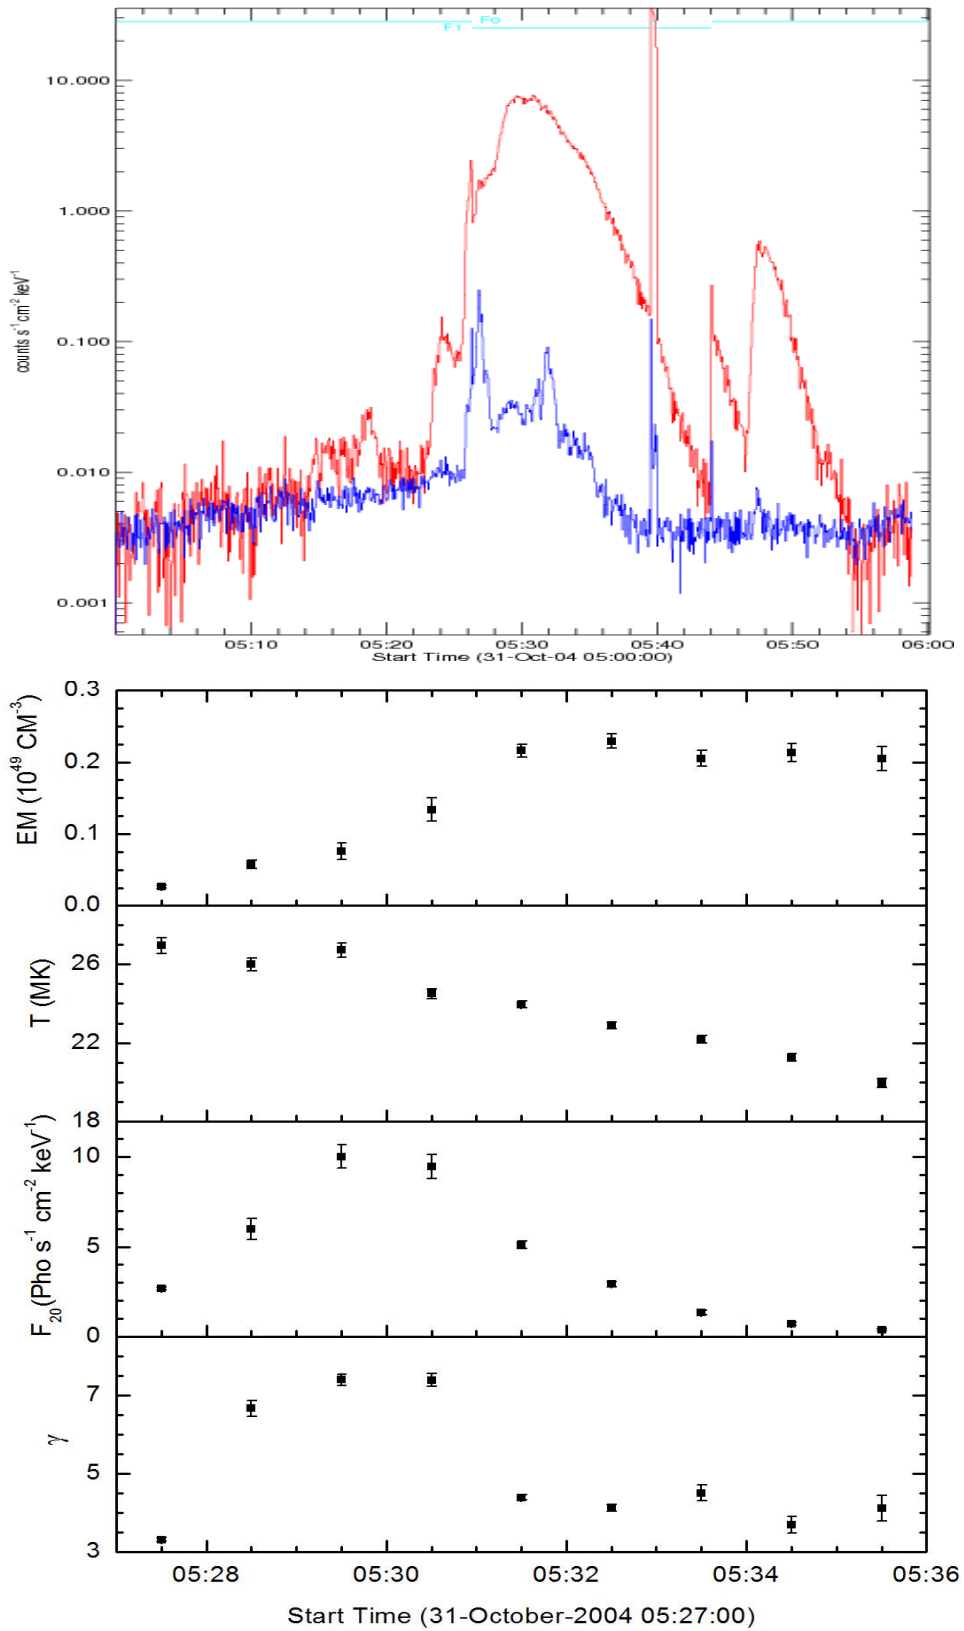 F0
F1
10.000
1.000
0.100
0.010
0.001
counts s⁻¹ cm⁻² keV⁻¹
05:10 05:20 05:30 05:40 05:50 06:00
Start Time (31-Oct-04 05:00:00)
0.3
0.2
0.1
0.0
EM (10⁴⁹ CM⁻³)
26
22
18
T (MK)
10
5
0
F₂₀(Pho s⁻¹ cm⁻² keV⁻¹)
7
5
3
γ
05:28 05:30 05:32 05:34 05:36
Start Time (31-October-2004 05:27:00)